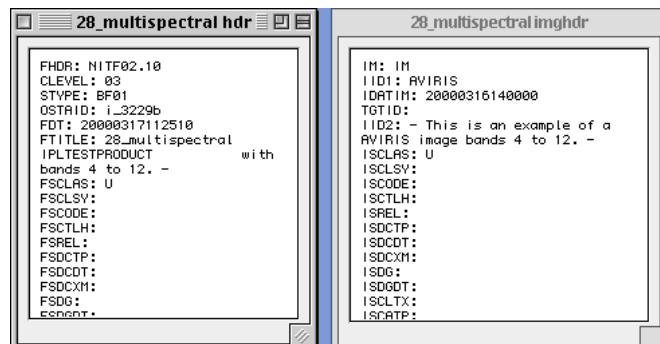 28_multispectral hdr
FHDR: NITF02.10
CLEVEL: 03
STYPE: BF01
OSTAID: i_3229b
FDT: 20000317112510
FTITLE: 28_multispectral
IPLTESTPRODUCT with
bands 4 to 12. -
FSCLAS: U
FSCLSY:
FSCODE:
FSCTLH:
FSREL:
FSDCTP:
FSDCDT:
FSDCXM:
FSDG:
FSDGDT:
28_multispectral imghdr
IM: IM
IID1: AVIRIS
IDATIM: 20000316140000
TGTID:
IID2: - This is an example of a
AVIRIS image bands 4 to 12. -
ISCLAS: U
ISCLSY:
ISCODE:
ISCTLH:
ISREL:
ISDCTP:
ISDCDT:
ISDCXM:
ISDG:
ISDGDT:
ISCLTX:
ISCATP: